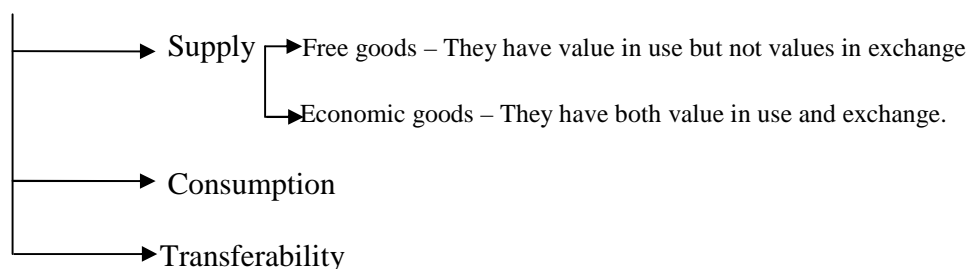 Supply Free goods – They have value in use but not values in exchange
Economic goods – They have both value in use and exchange.
Consumption
Transferability